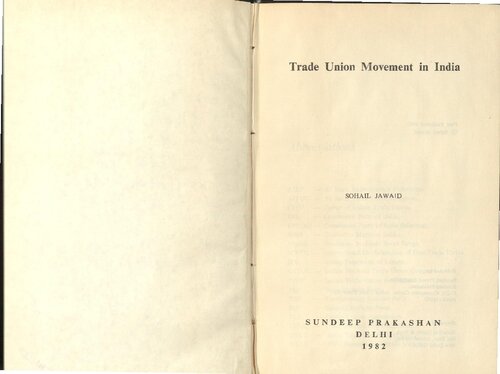 Trade Union Movement in India
SOHAIL JAWAID
SUNDEEP PRAKASHAN
DELHI
1982